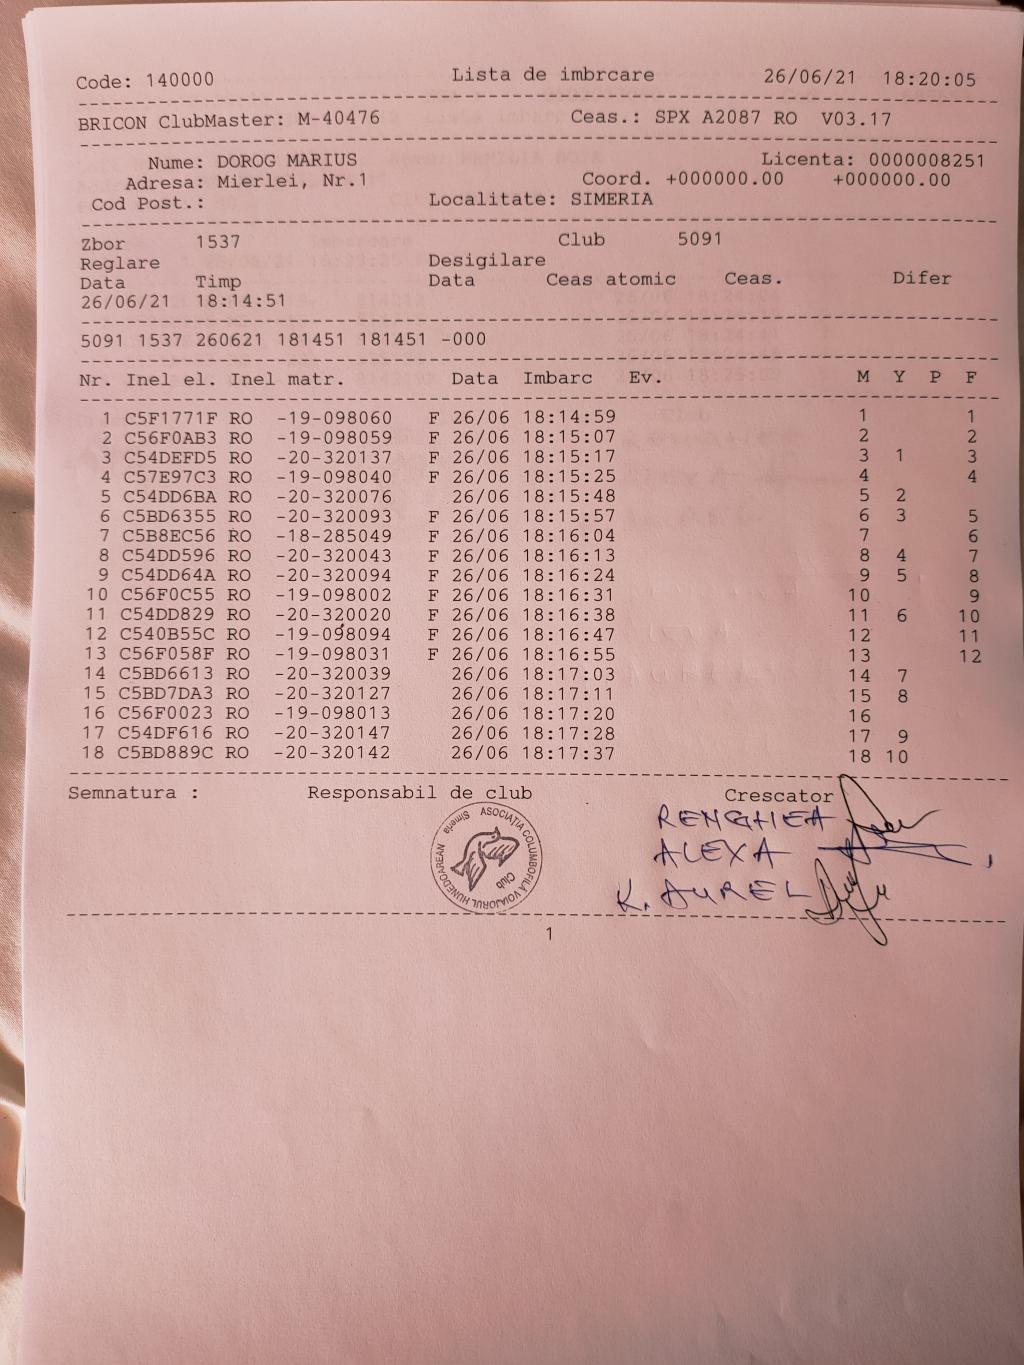 Code: 140000 Lista de imbrcare 26/06/21 18:20:05
BRICON ClubMaster: M-40476 Ceas.: SPX A2087 RO V03.17
Nume: DOROG MARIUS Licenta: 0000008251
Adresa: Mierlei, Nr.1 Coord. +000000.00 +000000.00
Cod Post.: Localitate: SIMERIA
Zbor 1537 Club 5091
Reglare Desigilare
Data Timp Data Ceas atomic Ceas. Difer
26/06/21 18:14:51
5091 1537 260621 181451 181451 -000
Nr. Inel el. Inel matr. Data Imbarc Ev. M Y P F
1 C5F1771F RO -19-098060 F 26/06 18:14:59 1 1
2 C56F0AB3 RO -19-098059 F 26/06 18:15:07 2 2
3 C54DEFD5 RO -20-320137 F 26/06 18:15:17 3 1 3
4 C57E97C3 RO -19-098040 F 26/06 18:15:25 4 4
5 C54DD6BA RO -20-320076 26/06 18:15:48 5 2
6 C5BD6355 RO -20-320093 F 26/06 18:15:57 6 3 5
7 C5B8EC56 RO -18-285049 F 26/06 18:16:04 7 6
8 C54DD596 RO -20-320043 F 26/06 18:16:13 8 4 7
9 C54DD64A RO -20-320094 F 26/06 18:16:24 9 5 8
10 C56F0C55 RO -19-098002 F 26/06 18:16:31 10 9
11 C54DD829 RO -20-320020 F 26/06 18:16:38 11 6 10
12 C540B55C RO -19-098094 F 26/06 18:16:47 12 11
13 C56F058F RO -19-098031 F 26/06 18:16:55 13 12
14 C5BD6613 RO -20-320039 26/06 18:17:03 14 7
15 C5BD7DA3 RO -20-320127 26/06 18:17:11 15 8
16 C56F0023 RO -19-098013 26/06 18:17:20 16
17 C54DF616 RO -20-320147 26/06 18:17:28 17 9
18 C5BD889C RO -20-320142 26/06 18:17:37 18 10
Semnatura : Responsabil de club Crescator
ASOCIAȚIA COLUMBOFILĂ VOIAJORUL HUNEDOREAN
Club Simeria
RENGHEA
ALEXA
K. AUREL
1